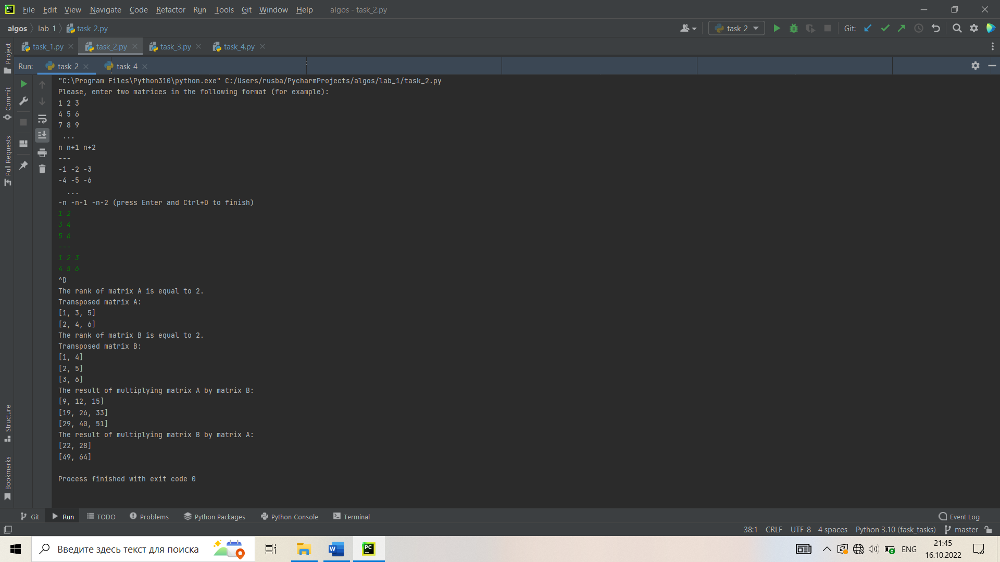 File Edit View Navigate Code Refactor Run Tools Git Window Help algos - task_2.py
algos lab_1 task_2.py task_2 Git:
task_1.py task_2.py task_3.py task_4.py
Run: task_2 task_4
Project
Commit
Pull Requests
Structure
Bookmarks
"C:\Program Files\Python310\python.exe" C:/Users/rusba/PycharmProjects/algos/lab_1/task_2.py
Please, enter two matrices in the following format (for example):
1 2 3
4 5 6
7 8 9
...
n n+1 n+2
---
-1 -2 -3
-4 -5 -6
...
-n -n-1 -n-2 (press Enter and Ctrl+D to finish)
1 2
3 4
5 6
---
1 2 3
4 5 6
^D
The rank of matrix A is equal to 2.
Transposed matrix A:
[1, 3, 5]
[2, 4, 6]
The rank of matrix B is equal to 2.
Transposed matrix B:
[1, 4]
[2, 5]
[3, 6]
The result of multiplying matrix A by matrix B:
[9, 12, 15]
[19, 26, 33]
[29, 40, 51]
The result of multiplying matrix B by matrix A:
[22, 28]
[49, 64]
Process finished with exit code 0
Git Run TODO Problems Python Packages Python Console Terminal Event Log
38:1 CRLF UTF-8 4 spaces Python 3.10 (fask_tasks) master
Введите здесь текст для поиска ENG 21:45
16.10.2022